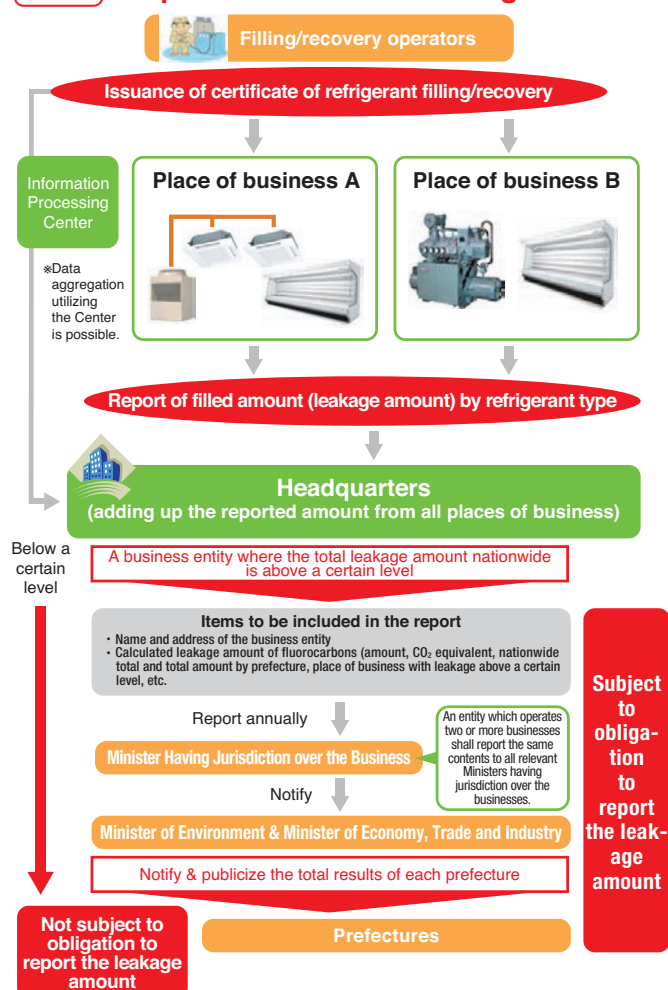 Filling/recovery operators
Issuance of certificate of refrigerant filling/recovery
Information
Processing
Center
※Data
aggregation
utilizing
the Center
is possible.
Place of business A
Place of business B
Report of filled amount (leakage amount) by refrigerant type
Headquarters
(adding up the reported amount from all places of business)
Below a
certain
level
A business entity where the total leakage amount nationwide
is above a certain level
Items to be included in the report
・Name and address of the business entity
・Calculated leakage amount of fluorocarbons (amount, CO₂ equivalent, nationwide
total and total amount by prefecture, place of business with leakage above a certain
level, etc.
Report annually
Minister Having Jurisdiction over the Business
An entity which operates
two or more businesses
shall report the same
contents to all relevant
Ministers having
jurisdiction over the
businesses.
Notify
Minister of Environment & Minister of Economy, Trade and Industry
Notify & publicize the total results of each prefecture
Prefectures
Subject
to
obliga-
tion
to
report
the leak-
age
amount
Not subject to
obligation to
report the leakage
amount